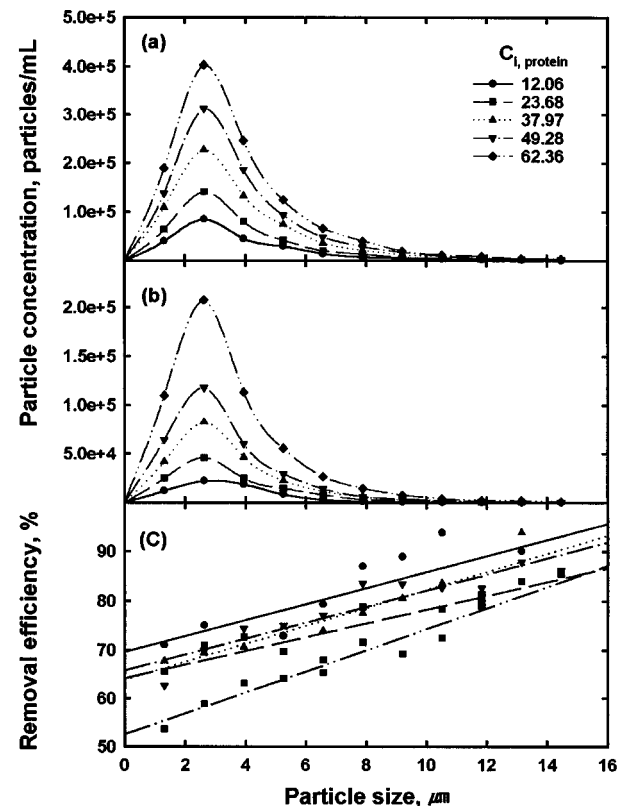 5.0e+5
(a)
4.0e+5
3.0e+5
2.0e+5
1.0e+5
C i, protein
12.06
23.68
37.97
49.28
62.36
Particle concentration, particles/mL
(b)
2.0e+5
1.5e+5
1.0e+5
5.0e+4
Removal efficiency, %
(C)
90
80
70
60
50
0 2 4 6 8 10 12 14 16
Particle size, ㎛